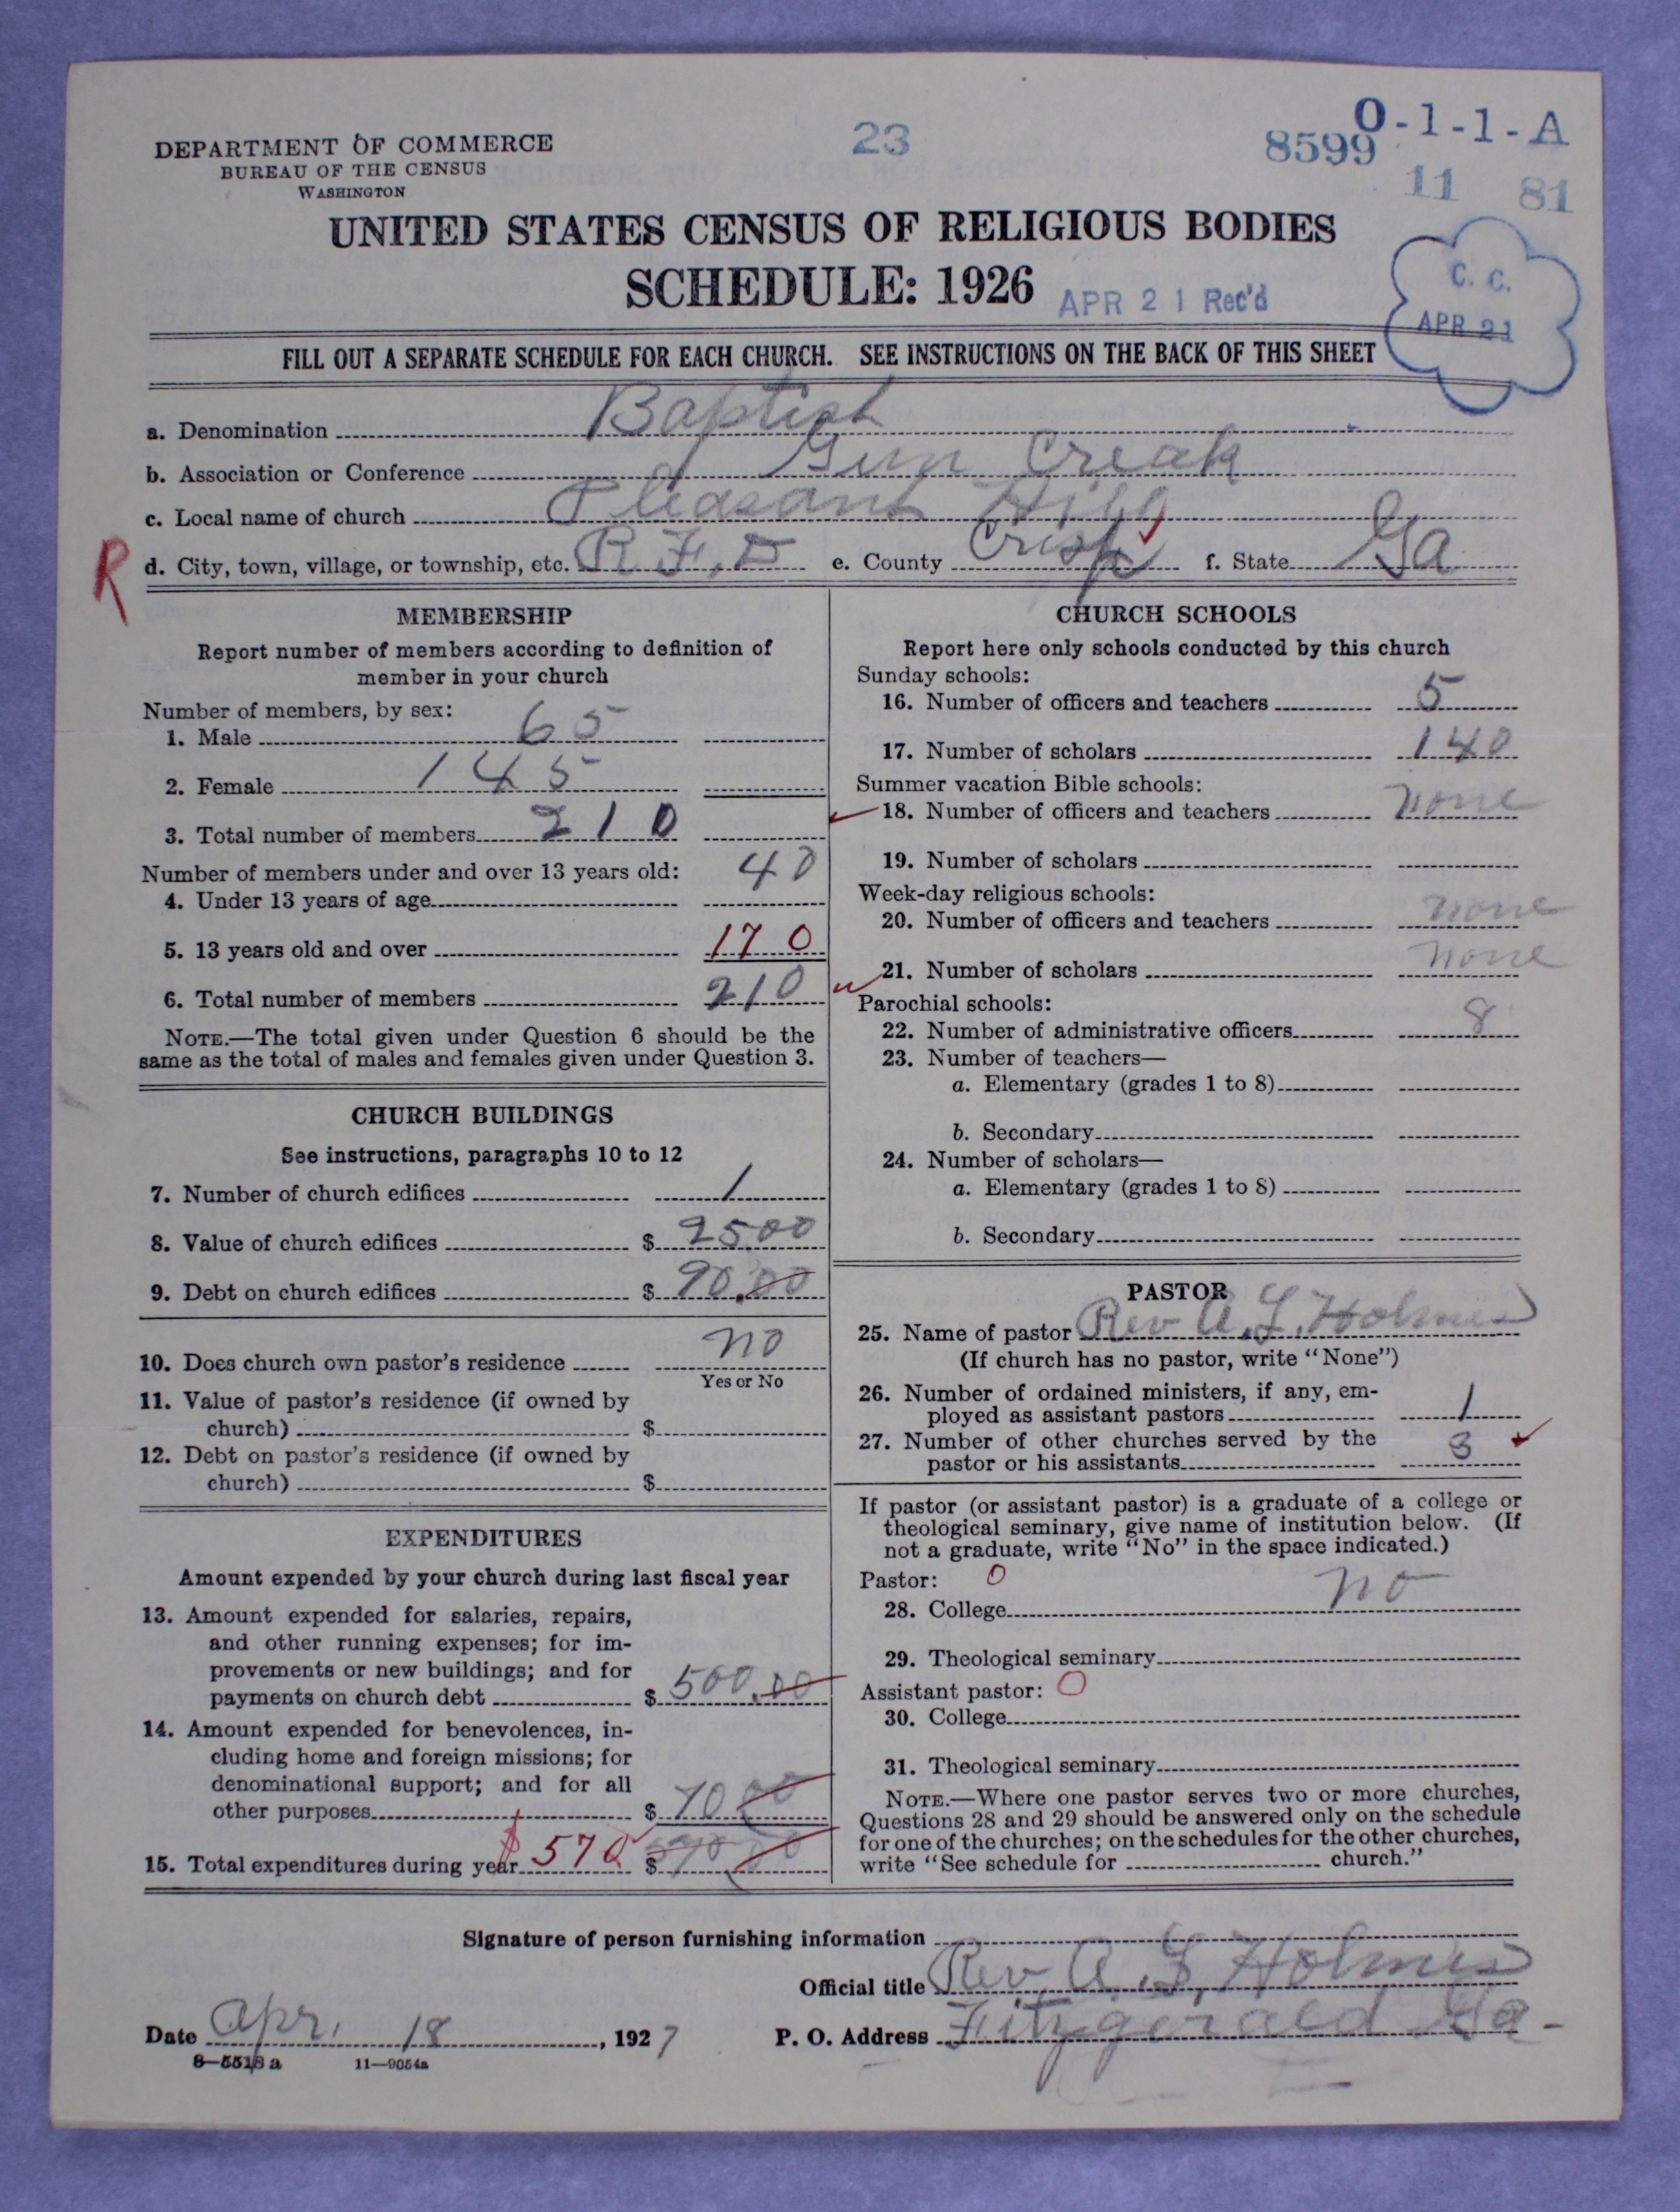 DEPARTMENT OF COMMERCE
BUREAU OF THE CENSUS
WASHINGTON
23
8599
0-1-1-A
11 81
UNITED STATES CENSUS OF RELIGIOUS BODIES
SCHEDULE: 1926
APR 21 Rec'd
C. C.
APR 21
FILL OUT A SEPARATE SCHEDULE FOR EACH CHURCH. SEE INSTRUCTIONS ON THE BACK OF THIS SHEET
a. Denomination Baptist
b. Association or Conference Gum Creak
c. Local name of church Pleasant Hill
R
d. City, town, village, or township, etc. R.F.D e. County Crisp f. State Ga
MEMBERSHIP
Report number of members according to definition of
member in your church
Number of members, by sex:
1. Male 65
2. Female 145
3. Total number of members 210
Number of members under and over 13 years old:
4. Under 13 years of age 40
5. 13 years old and over 170
6. Total number of members 210
NOTE.—The total given under Question 6 should be the
same as the total of males and females given under Question 3.
CHURCH BUILDINGS
See instructions, paragraphs 10 to 12
7. Number of church edifices 1
8. Value of church edifices $ 2500
9. Debt on church edifices $ 90.00
10. Does church own pastor's residence no
Yes or No
11. Value of pastor's residence (if owned by
church) $
12. Debt on pastor's residence (if owned by
church) $
EXPENDITURES
Amount expended by your church during last fiscal year
13. Amount expended for salaries, repairs,
and other running expenses; for im-
provements or new buildings; and for
payments on church debt $ 500.00
14. Amount expended for benevolences, in-
cluding home and foreign missions; for
denominational support; and for all
other purposes $ 70 00
15. Total expenditures during year $570 $ 570 00
CHURCH SCHOOLS
Report here only schools conducted by this church
Sunday schools:
16. Number of officers and teachers 5
17. Number of scholars 140
Summer vacation Bible schools:
18. Number of officers and teachers none
19. Number of scholars
Week-day religious schools:
20. Number of officers and teachers none
21. Number of scholars none
Parochial schools:
22. Number of administrative officers 8
23. Number of teachers—
a. Elementary (grades 1 to 8)
b. Secondary
24. Number of scholars—
a. Elementary (grades 1 to 8)
b. Secondary
PASTOR
25. Name of pastor Rev A. L. Holmes
(If church has no pastor, write "None")
26. Number of ordained ministers, if any, em-
ployed as assistant pastors 1
27. Number of other churches served by the
pastor or his assistants 3
If pastor (or assistant pastor) is a graduate of a college or
theological seminary, give name of institution below. (If
not a graduate, write "No" in the space indicated.)
Pastor: 0
28. College no
29. Theological seminary
Assistant pastor: 0
30. College
31. Theological seminary
NOTE.—Where one pastor serves two or more churches,
Questions 28 and 29 should be answered only on the schedule
for one of the churches; on the schedules for the other churches,
write "See schedule for church."
Signature of person furnishing information
Official title Rev A. L. Holmes
Date Apr. 18, 1927 P. O. Address Fitzgerald Ga-
8—5518 a 11—9054a